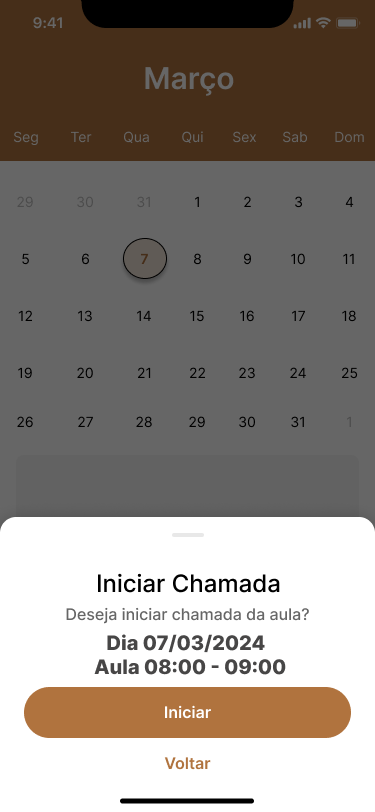 9:41
Março
Seg Ter Qua Qui Sex Sab Dom
29 30 31 1 2 3 4
5 6 7 8 9 10 11
12 13 14 15 16 17 18
19 20 21 22 23 24 25
26 27 28 29 30 31 1
Iniciar Chamada
Deseja iniciar chamada da aula?
Dia 07/03/2024
Aula 08:00 - 09:00
Iniciar
Voltar